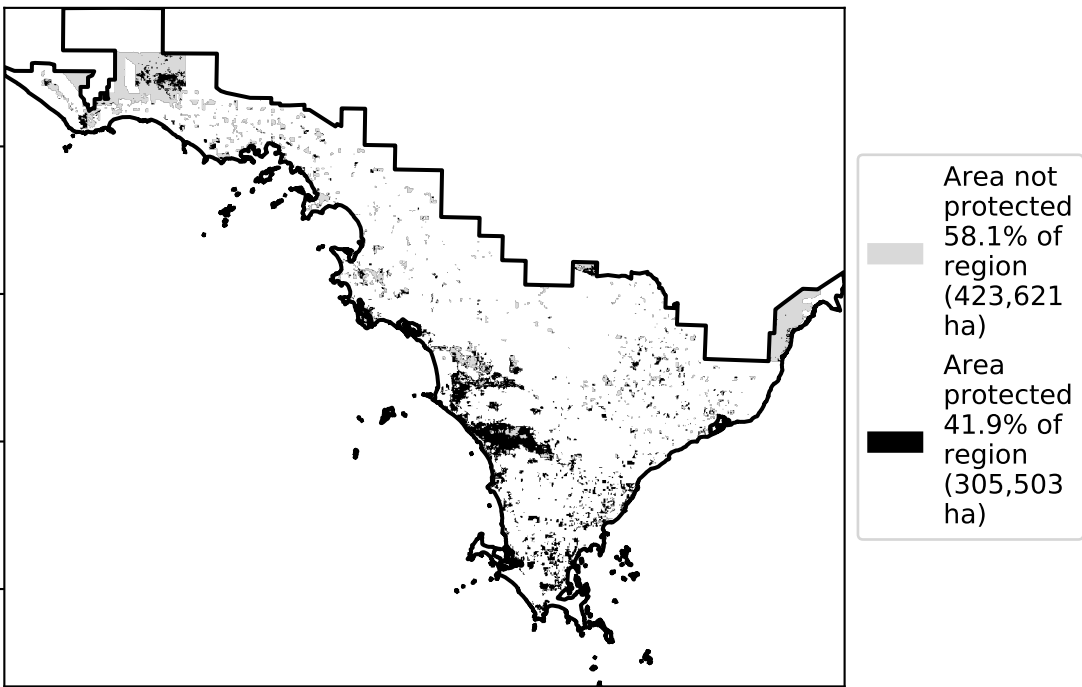 Area not
protected
58.1% of
region
(423,621
ha)
Area
protected
41.9% of
region
(305,503
ha)